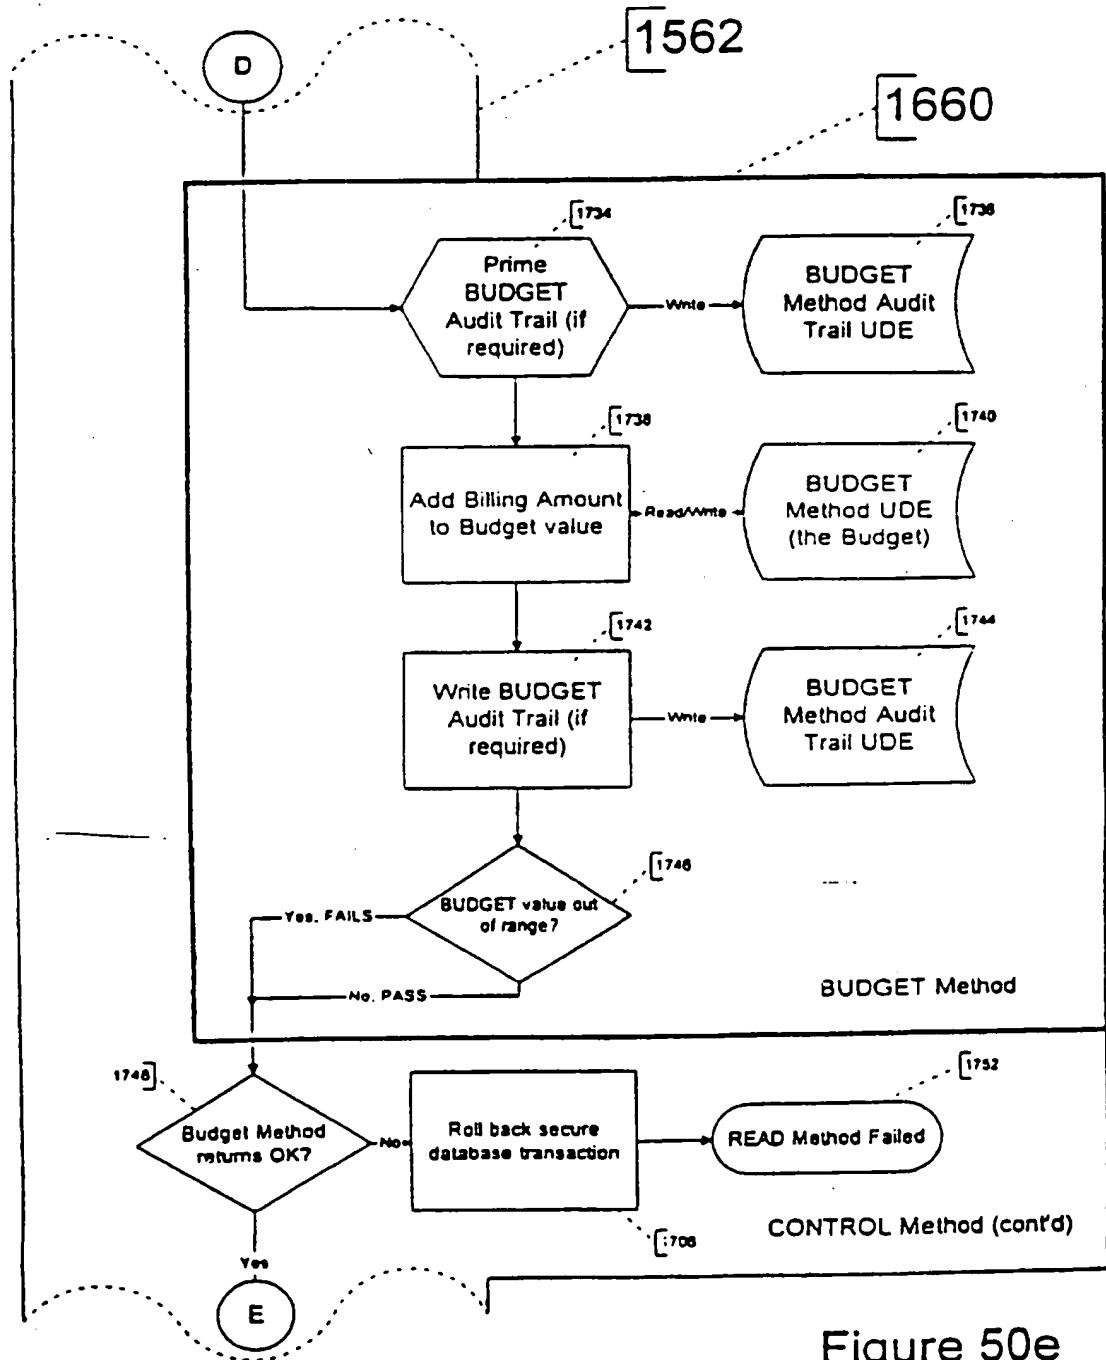 1562
D
1660
1734
Prime
BUDGET
Audit Trail (if
required)
Write
1736
BUDGET
Method Audit
Trail UDE
1738
Add Billing Amount
to Budget value
Read/Write
1740
BUDGET
Method UDE
(the Budget)
1742
Write BUDGET
Audit Trail (if
required)
Write
1744
BUDGET
Method Audit
Trail UDE
1746
BUDGET value out
of range?
Yes, FAILS
No, PASS
BUDGET Method
1748
Budget Method
returns OK?
No
Roll back secure
database transaction
1752
READ Method Failed
CONTROL Method (cont'd)
Yes
E
Figure 50e